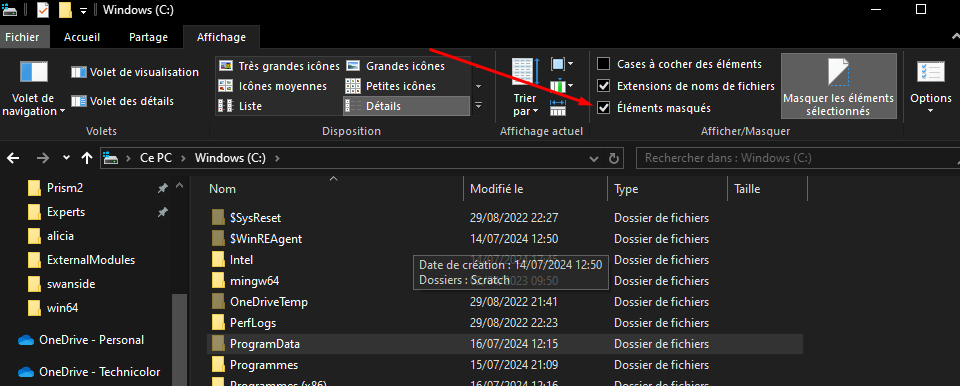 Windows (C:)
Fichier Accueil Partage Affichage
Volet de navigation
Volet de visualisation
Volet des détails
Volets
Très grandes icônes Grandes icônes
Icônes moyennes Petites icônes
Liste Détails
Disposition
Trier par
Affichage actuel
Cases à cocher des éléments
Extensions de noms de fichiers
Éléments masqués
Masquer les éléments
sélectionnés
Afficher/Masquer
Options
Ce PC Windows (C:)
Rechercher dans : Windows (C:)
Prism2
Experts
alicia
ExternalModules
swanside
win64
OneDrive - Personal
OneDrive - Technicolor
Nom Modifié le Type Taille
$SysReset 29/08/2022 22:27 Dossier de fichiers
$WinREAgent 14/07/2024 12:50 Dossier de fichiers
Intel Dossier de fichiers
Date de création : 14/07/2024 12:50
Dossiers : Scratch
mingw64 09:50 Dossier de fichiers
OneDriveTemp 29/08/2022 21:41 Dossier de fichiers
PerfLogs 29/08/2022 22:23 Dossier de fichiers
ProgramData 16/07/2024 12:15 Dossier de fichiers
Programmes 15/07/2024 21:09 Dossier de fichiers
Programmes (x86) 16/07/2024 12:16 Dossier de fichiers